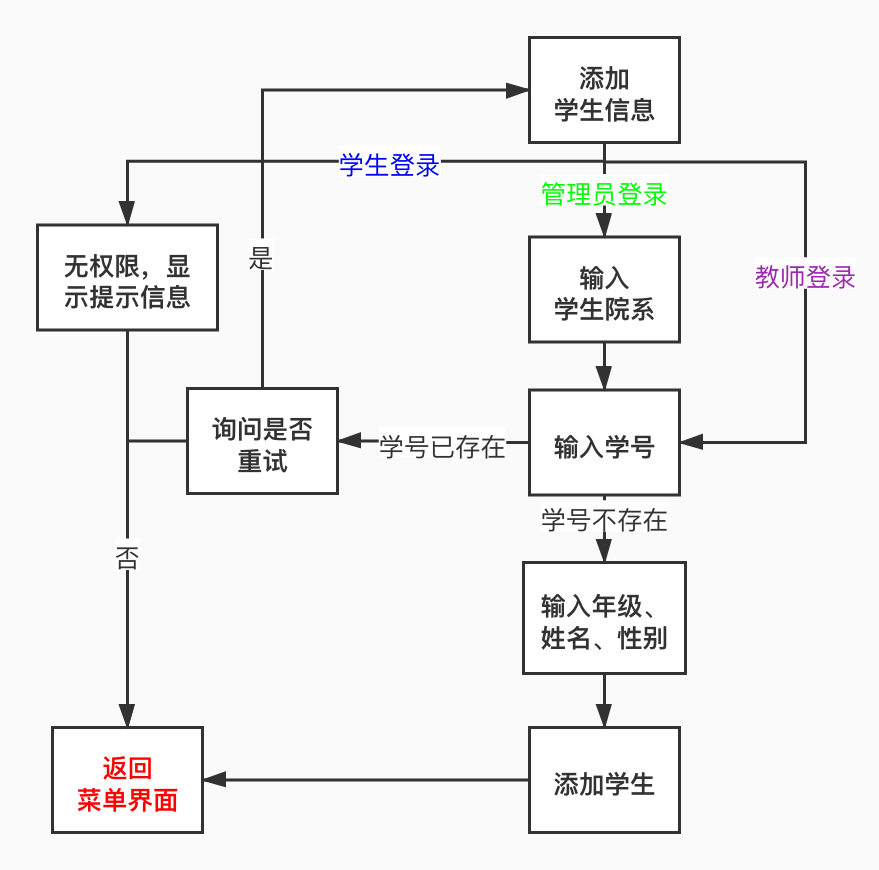 添加
学生信息
学生登录
管理员登录
无权限，显
示提示信息
是
输入
学生院系
教师登录
询问是否
重试
学号已存在
输入学号
学号不存在
否
输入年级、
姓名、性别
返回
菜单界面
添加学生